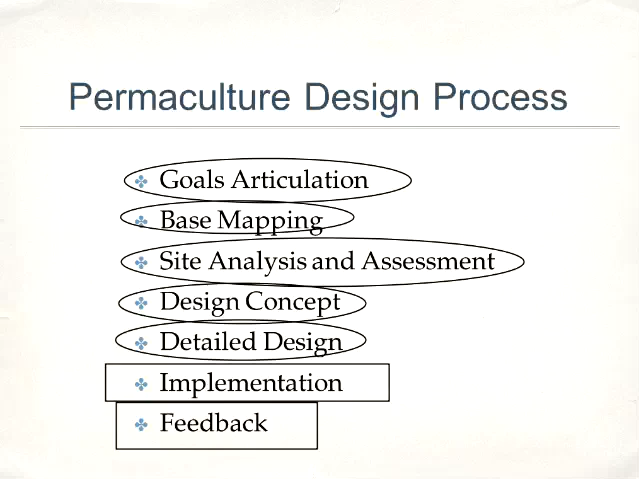 Permaculture Design Process
Goals Articulation
Base Mapping
Site Analysis and Assessment
Design Concept
Detailed Design
Implementation
Feedback